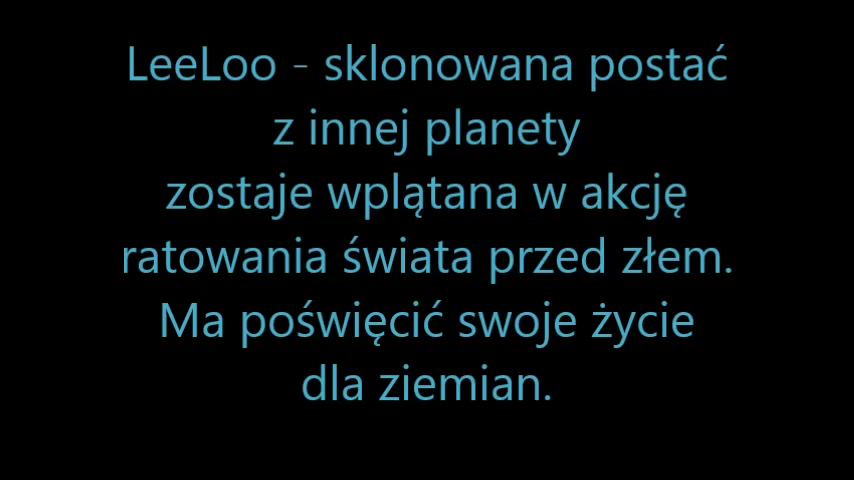 LeeLoo - sklonowana postać
z innej planety
zostaje wplątana w akcję
ratowania świata przed złem.
Ma poświęcić swoje życie
dla ziemian.